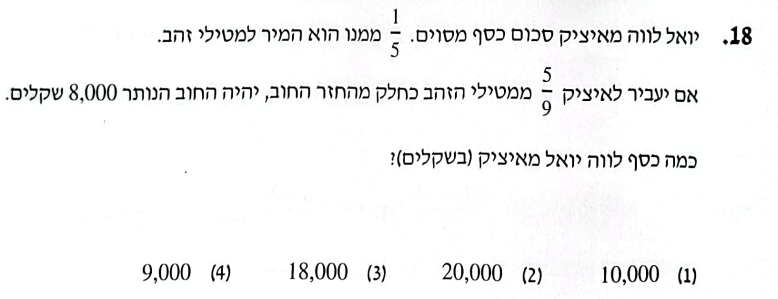 18. יואל לווה מאיציק סכום כסף מסוים. 1/5 ממנו הוא המיר למטילי זהב.
אם יעביר לאיציק 5/9 ממטילי הזהב כחלק מהחזר החוב, יהיה החוב הנותר 8,000 שקלים.
כמה כסף לווה יואל מאיציק (בשקלים)?
(1) 10,000 (2) 20,000 (3) 18,000 (4) 9,000